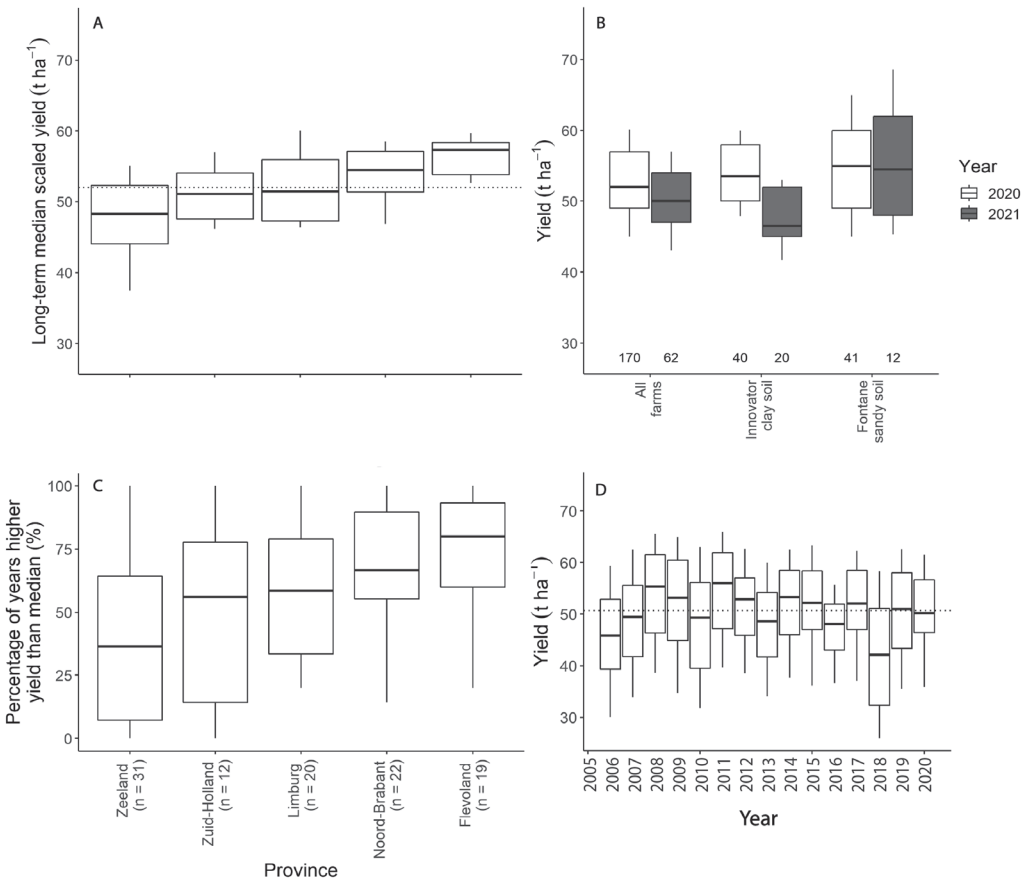 A
Long-term median scaled yield (t ha⁻¹)
70
60
50
40
30
B
Yield (t ha⁻¹)
70
60
50
40
30
170
62
40
20
41
12
All
farms
Innovator
clay soil
Fontane
sandy soil
Year
2020
2021
C
Percentage of years higher
yield than median (%)
100
75
50
25
0
Zeeland
(n = 31)
Zuid-Holland
(n = 12)
Limburg
(n = 20)
Noord-Brabant
(n = 22)
Flevoland
(n = 19)
Province
D
Yield (t ha⁻¹)
70
60
50
40
30
2005
2006
2007
2008
2009
2010
2011
2012
2013
2014
2015
2016
2017
2018
2019
2020
Year